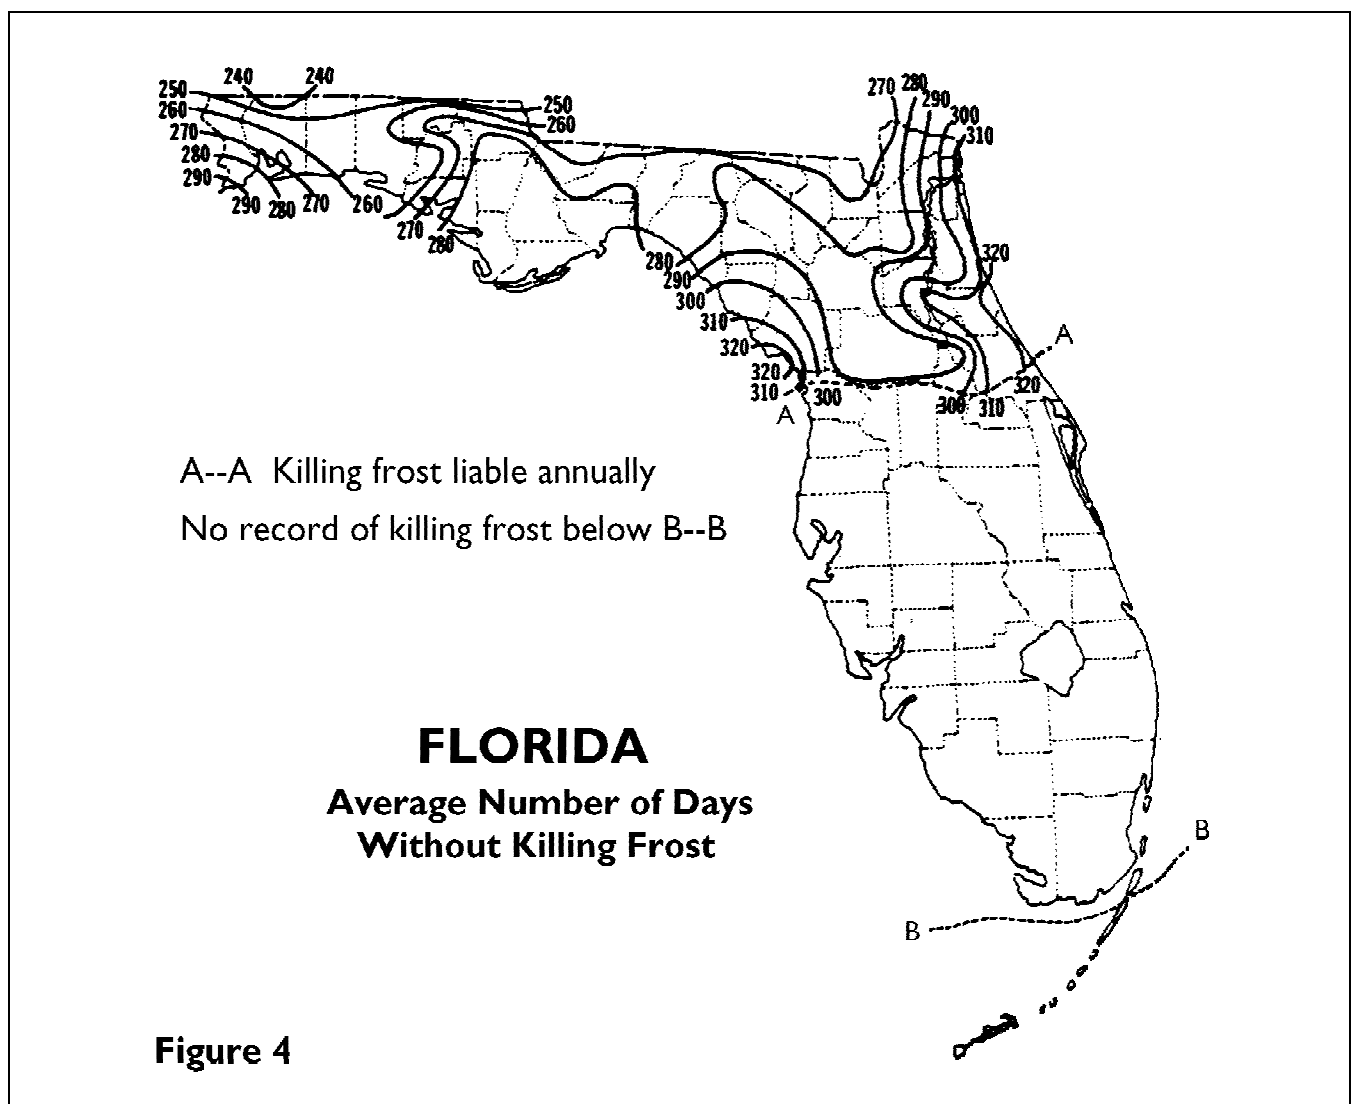 240 240
250 250
260 260
270
280
290
290 280 270 260
270
280
270 280 290 300 310
320
280
290
300
310
320
320
310
300
A
300 310 320
A
A--A Killing frost liable annually
No record of killing frost below B--B
FLORIDA
Average Number of Days
Without Killing Frost
B
B
Figure 4